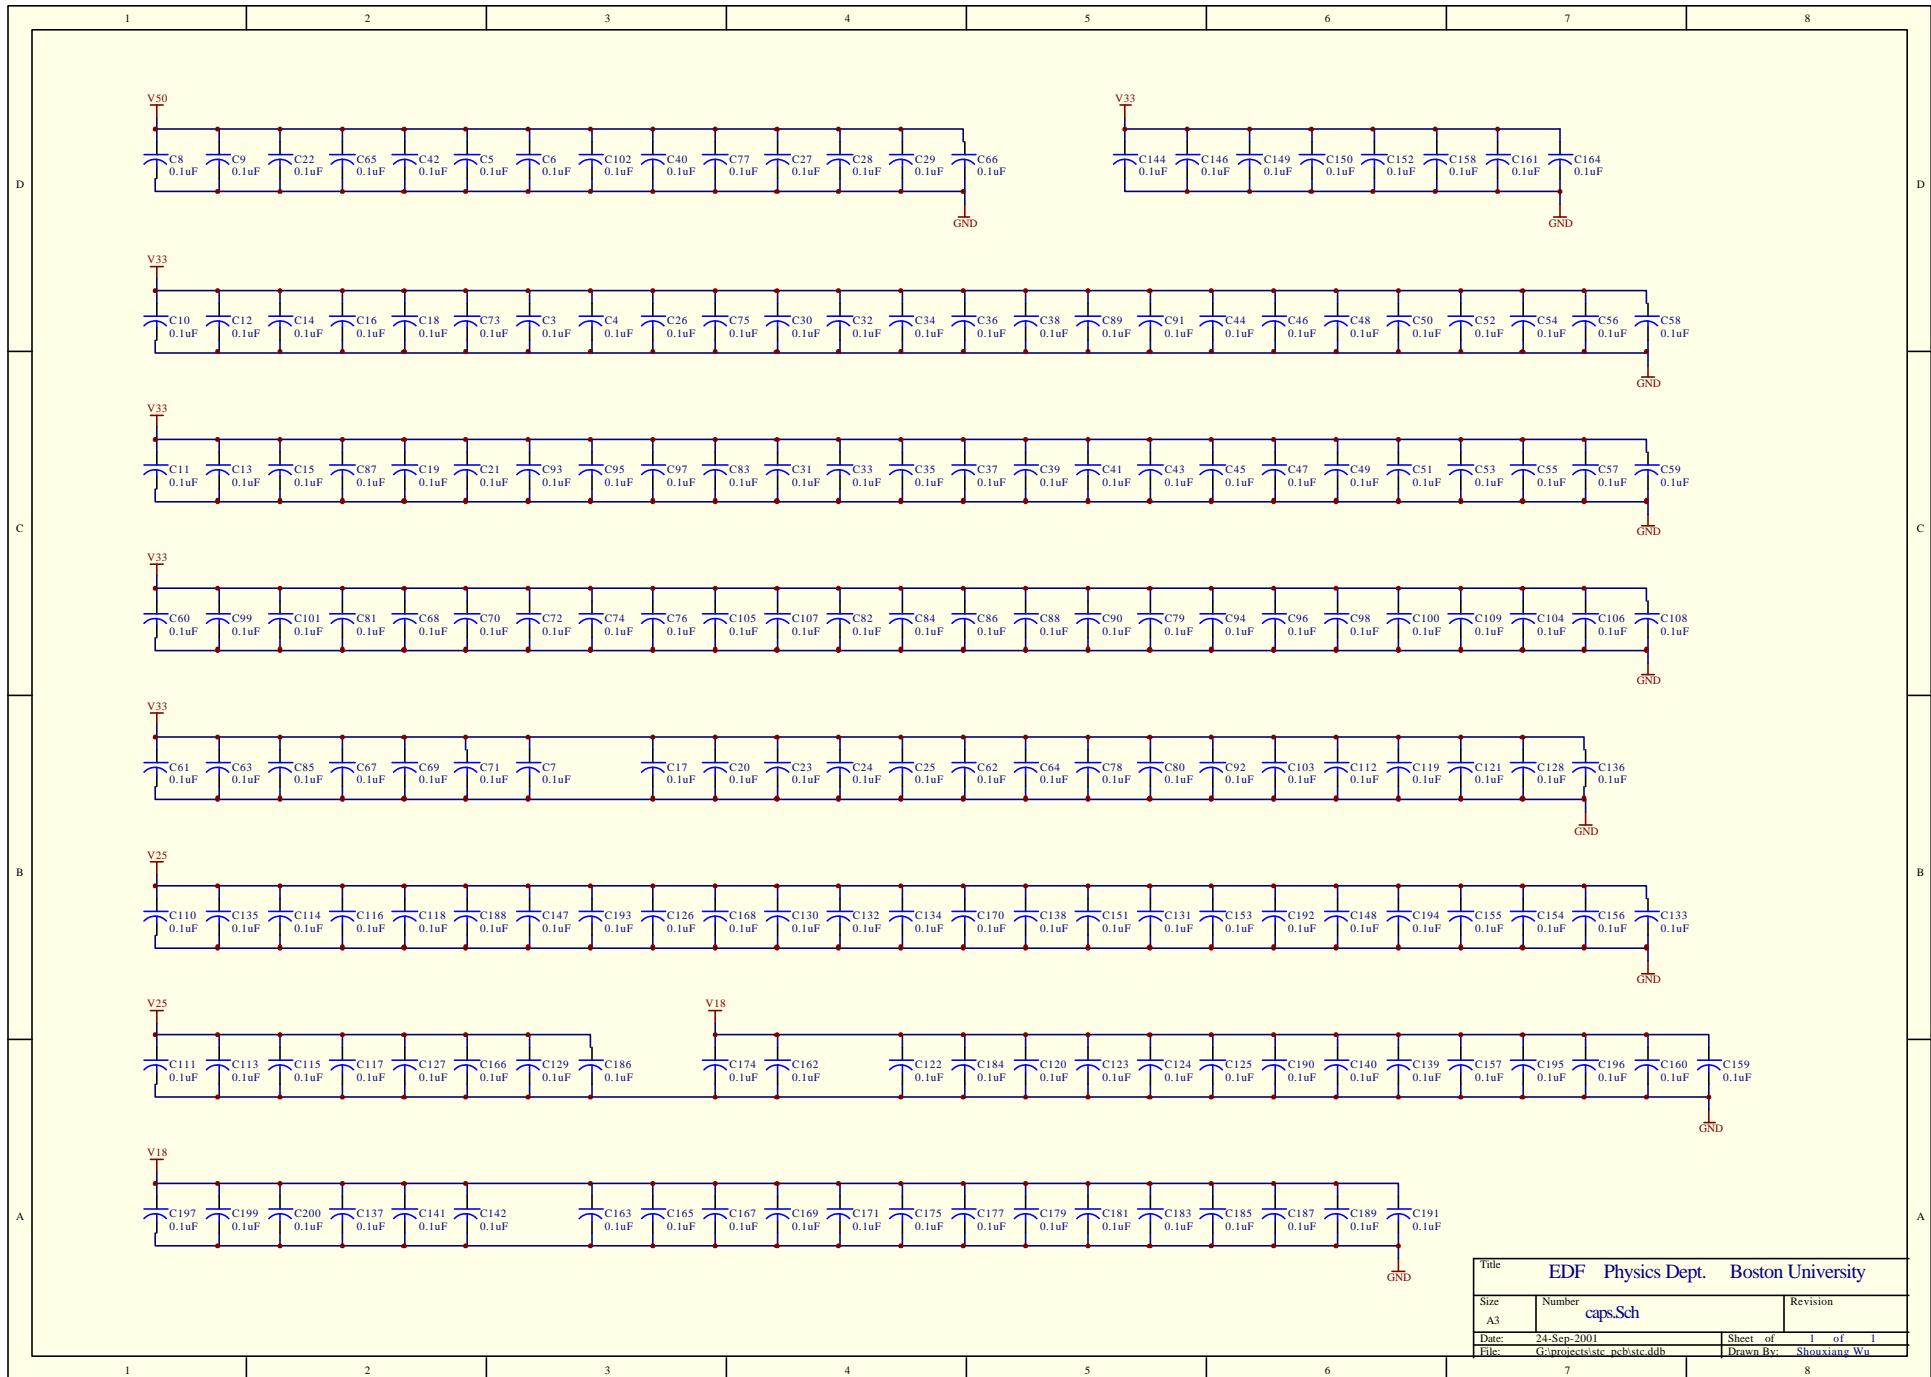 1 2 3 4 5 6 7 8
V50 V33
C8 C9 C22 C65 C42 C5 C6 C102 C40 C77 C27 C28 C29 C66 C144 C146 C149 C150 C152 C158 C161 C164
0.1uF 0.1uF 0.1uF 0.1uF 0.1uF 0.1uF 0.1uF 0.1uF 0.1uF 0.1uF 0.1uF 0.1uF 0.1uF 0.1uF 0.1uF 0.1uF 0.1uF 0.1uF 0.1uF 0.1uF 0.1uF 0.1uF
D D
GND GND
V33
C10 C12 C14 C16 C18 C73 C3 C4 C26 C75 C30 C32 C34 C36 C38 C89 C91 C44 C46 C48 C50 C52 C54 C56 C58
0.1uF 0.1uF 0.1uF 0.1uF 0.1uF 0.1uF 0.1uF 0.1uF 0.1uF 0.1uF 0.1uF 0.1uF 0.1uF 0.1uF 0.1uF 0.1uF 0.1uF 0.1uF 0.1uF 0.1uF 0.1uF 0.1uF 0.1uF 0.1uF 0.1uF
GND
V33
C11 C13 C15 C87 C19 C21 C93 C95 C97 C83 C31 C33 C35 C37 C39 C41 C43 C45 C47 C49 C51 C53 C55 C57 C59
0.1uF 0.1uF 0.1uF 0.1uF 0.1uF 0.1uF 0.1uF 0.1uF 0.1uF 0.1uF 0.1uF 0.1uF 0.1uF 0.1uF 0.1uF 0.1uF 0.1uF 0.1uF 0.1uF 0.1uF 0.1uF 0.1uF 0.1uF 0.1uF 0.1uF
C C
GND
V33
C60 C99 C101 C81 C68 C70 C72 C74 C76 C105 C107 C82 C84 C86 C88 C90 C79 C94 C96 C98 C100 C109 C104 C106 C108
0.1uF 0.1uF 0.1uF 0.1uF 0.1uF 0.1uF 0.1uF 0.1uF 0.1uF 0.1uF 0.1uF 0.1uF 0.1uF 0.1uF 0.1uF 0.1uF 0.1uF 0.1uF 0.1uF 0.1uF 0.1uF 0.1uF 0.1uF 0.1uF 0.1uF
GND
V33
C61 C63 C85 C67 C69 C71 C7 C17 C20 C23 C24 C25 C62 C64 C78 C80 C92 C103 C112 C119 C121 C128 C136
0.1uF 0.1uF 0.1uF 0.1uF 0.1uF 0.1uF 0.1uF 0.1uF 0.1uF 0.1uF 0.1uF 0.1uF 0.1uF 0.1uF 0.1uF 0.1uF 0.1uF 0.1uF 0.1uF 0.1uF 0.1uF 0.1uF 0.1uF
GND
V25
B B
C110 C135 C114 C116 C118 C188 C147 C193 C126 C168 C130 C132 C134 C170 C138 C151 C131 C153 C192 C148 C194 C155 C154 C156 C133
0.1uF 0.1uF 0.1uF 0.1uF 0.1uF 0.1uF 0.1uF 0.1uF 0.1uF 0.1uF 0.1uF 0.1uF 0.1uF 0.1uF 0.1uF 0.1uF 0.1uF 0.1uF 0.1uF 0.1uF 0.1uF 0.1uF 0.1uF 0.1uF 0.1uF
GND
V25 V18
C111 C113 C115 C117 C127 C166 C129 C186 C174 C162 C122 C184 C120 C123 C124 C125 C190 C140 C139 C157 C195 C196 C160 C159
0.1uF 0.1uF 0.1uF 0.1uF 0.1uF 0.1uF 0.1uF 0.1uF 0.1uF 0.1uF 0.1uF 0.1uF 0.1uF 0.1uF 0.1uF 0.1uF 0.1uF 0.1uF 0.1uF 0.1uF 0.1uF 0.1uF 0.1uF 0.1uF
GND
V18
C197 C199 C200 C137 C141 C142 C163 C165 C167 C169 C171 C175 C177 C179 C181 C183 C185 C187 C189 C191
A A
0.1uF 0.1uF 0.1uF 0.1uF 0.1uF 0.1uF 0.1uF 0.1uF 0.1uF 0.1uF 0.1uF 0.1uF 0.1uF 0.1uF 0.1uF 0.1uF 0.1uF 0.1uF 0.1uF 0.1uF
GND
Title EDF Physics Dept. Boston University
Size Number Revision
A3 caps.Sch
Date: 24-Sep-2001 Sheet of 1 of 1
File: G:\projects\stc_pcb\stc.ddb Drawn By: Shouxiang Wu
1 2 3 4 5 6 7 8